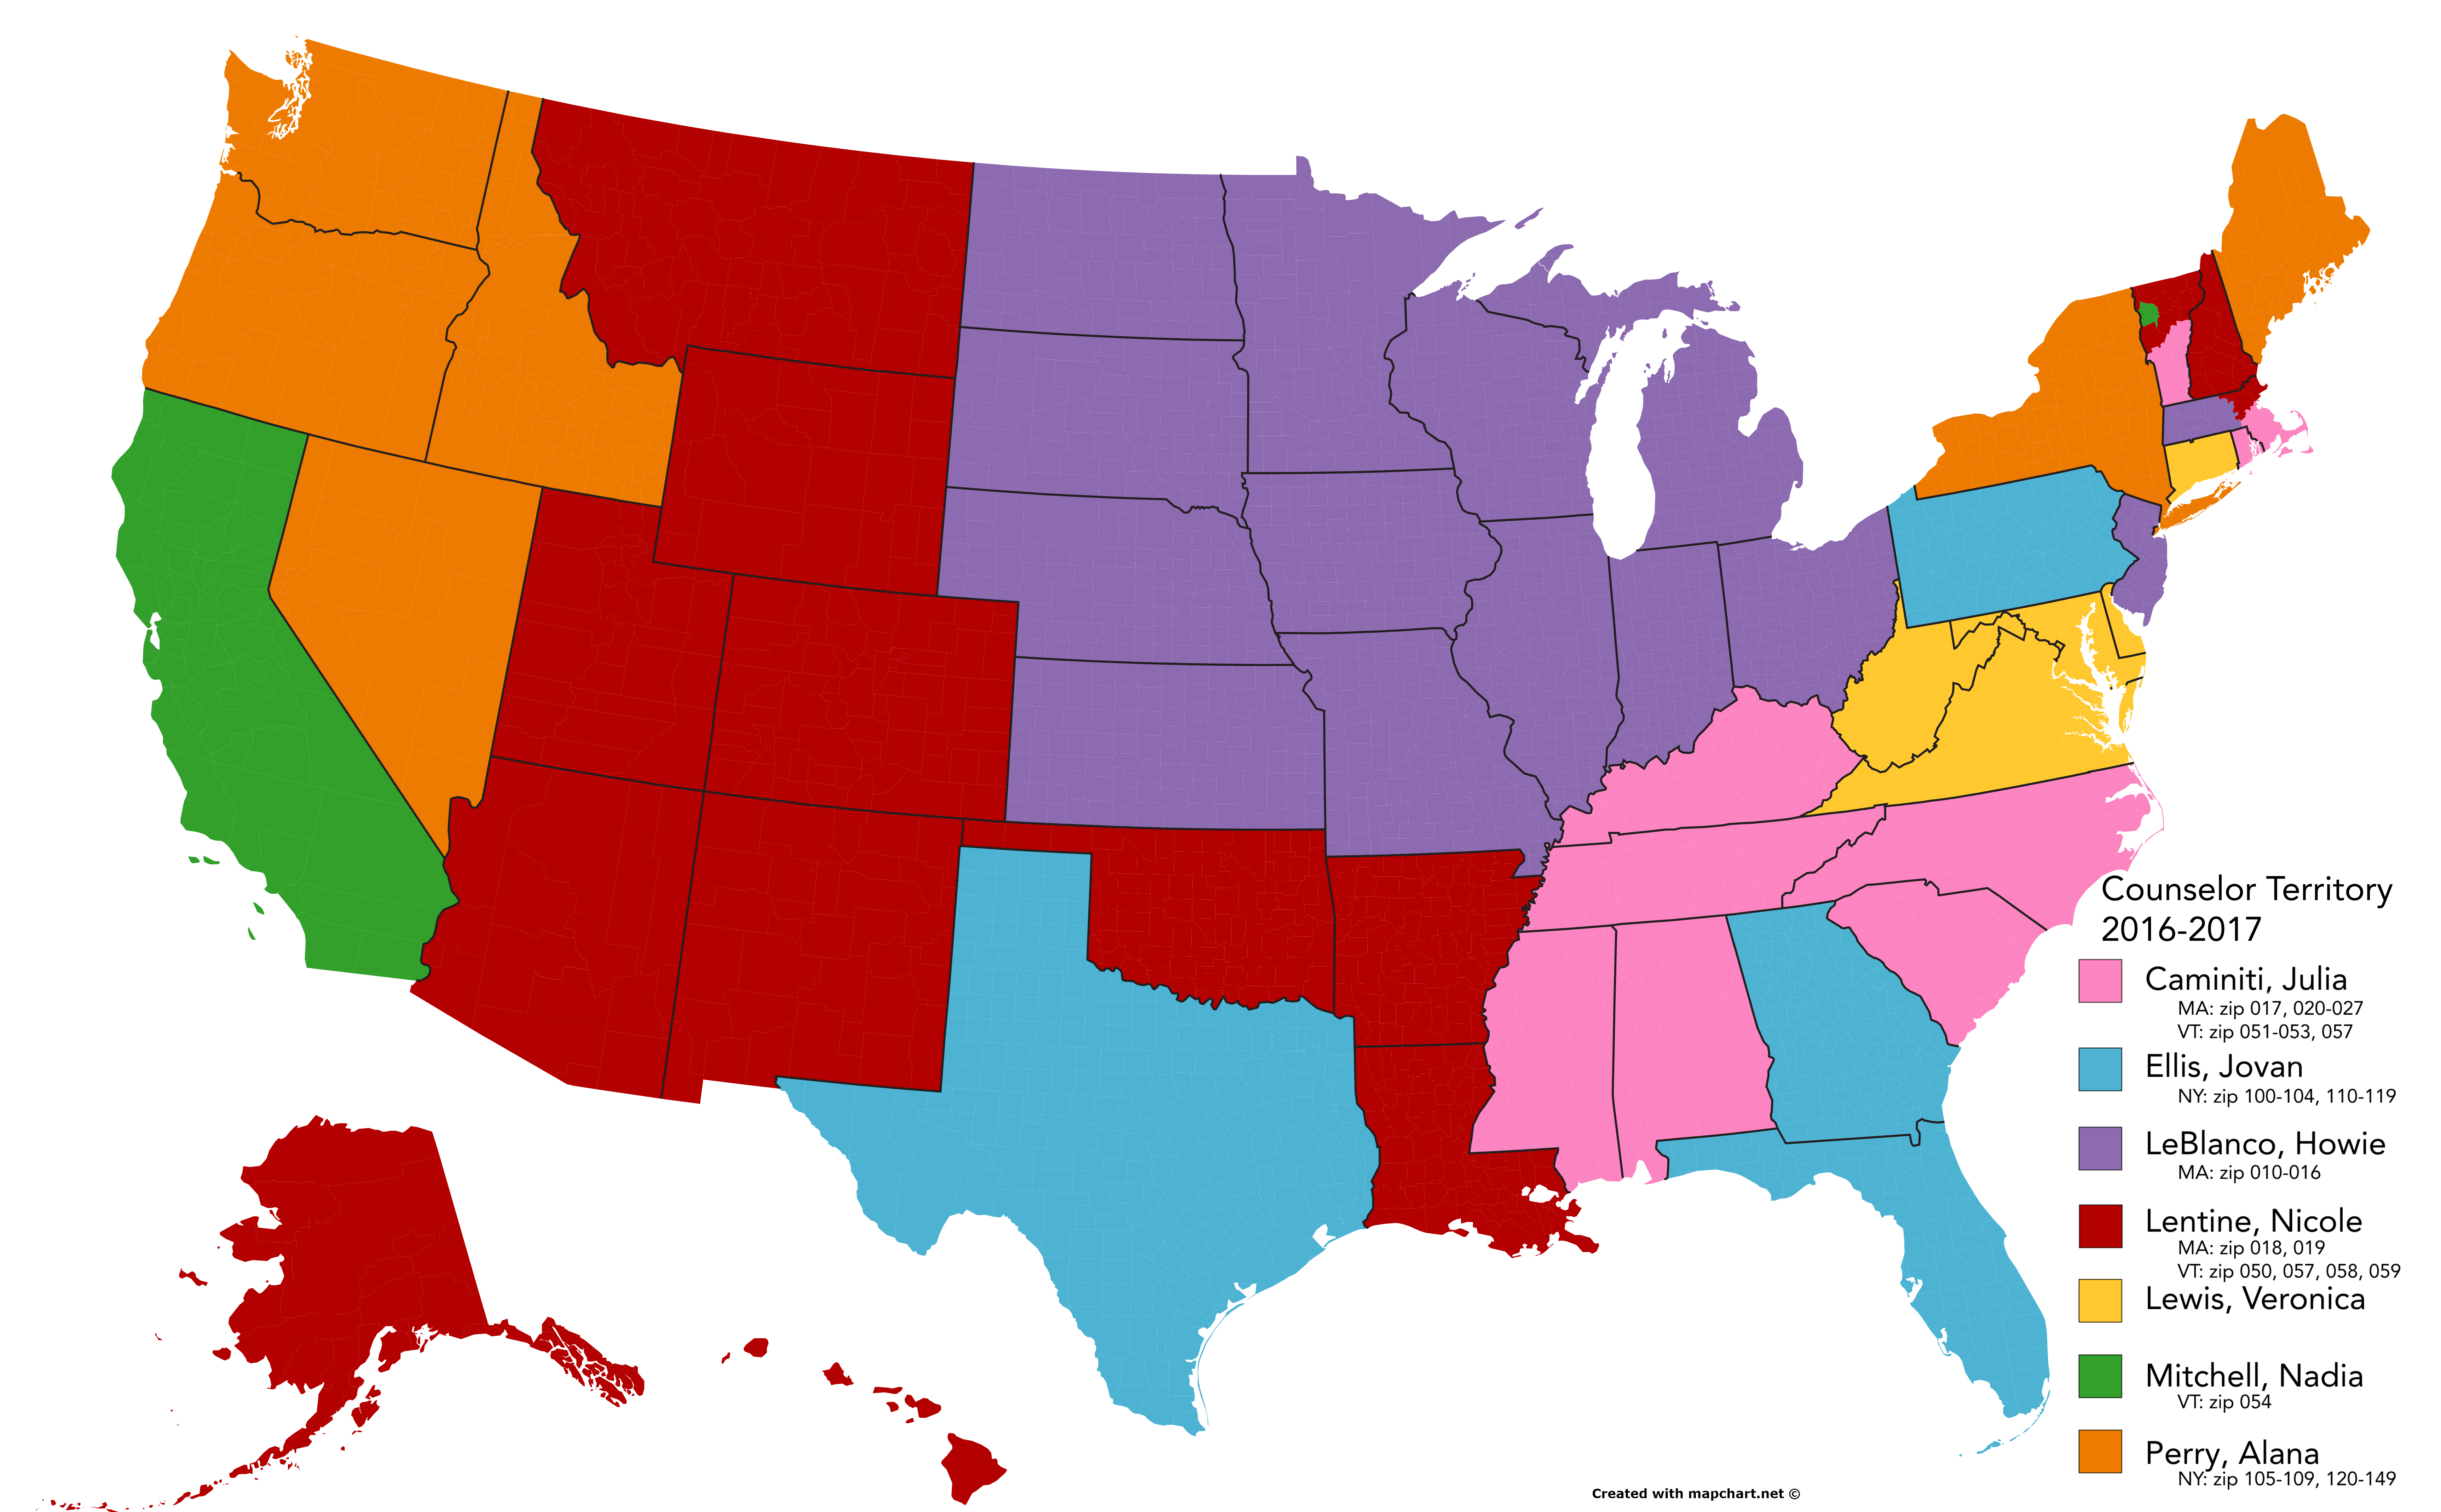 Counselor Territory
2016-2017
Caminiti, Julia
MA: zip 017, 020-027
VT: zip 051-053, 057
Ellis, Jovan
NY: zip 100-104, 110-119
LeBlanco, Howie
MA: zip 010-016
Lentine, Nicole
MA: zip 018, 019
VT: zip 050, 057, 058, 059
Lewis, Veronica
Mitchell, Nadia
VT: zip 054
Perry, Alana
NY: zip 105-109, 120-149
Created with mapchart.net ©